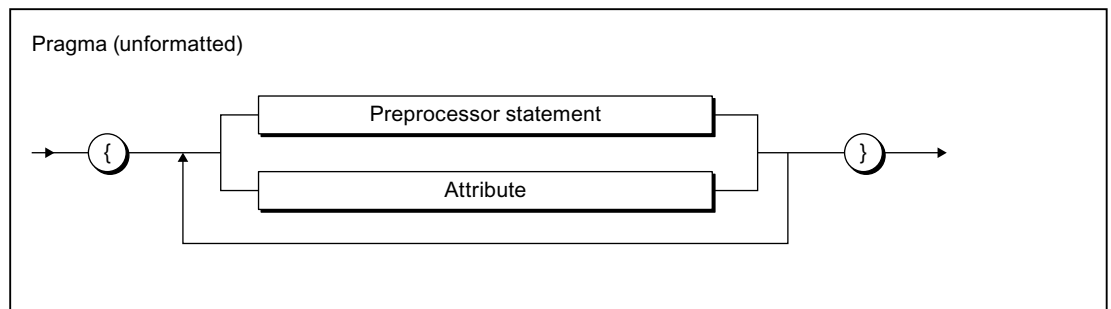 Pragma (unformatted)
Preprocessor statement
{
}
Attribute